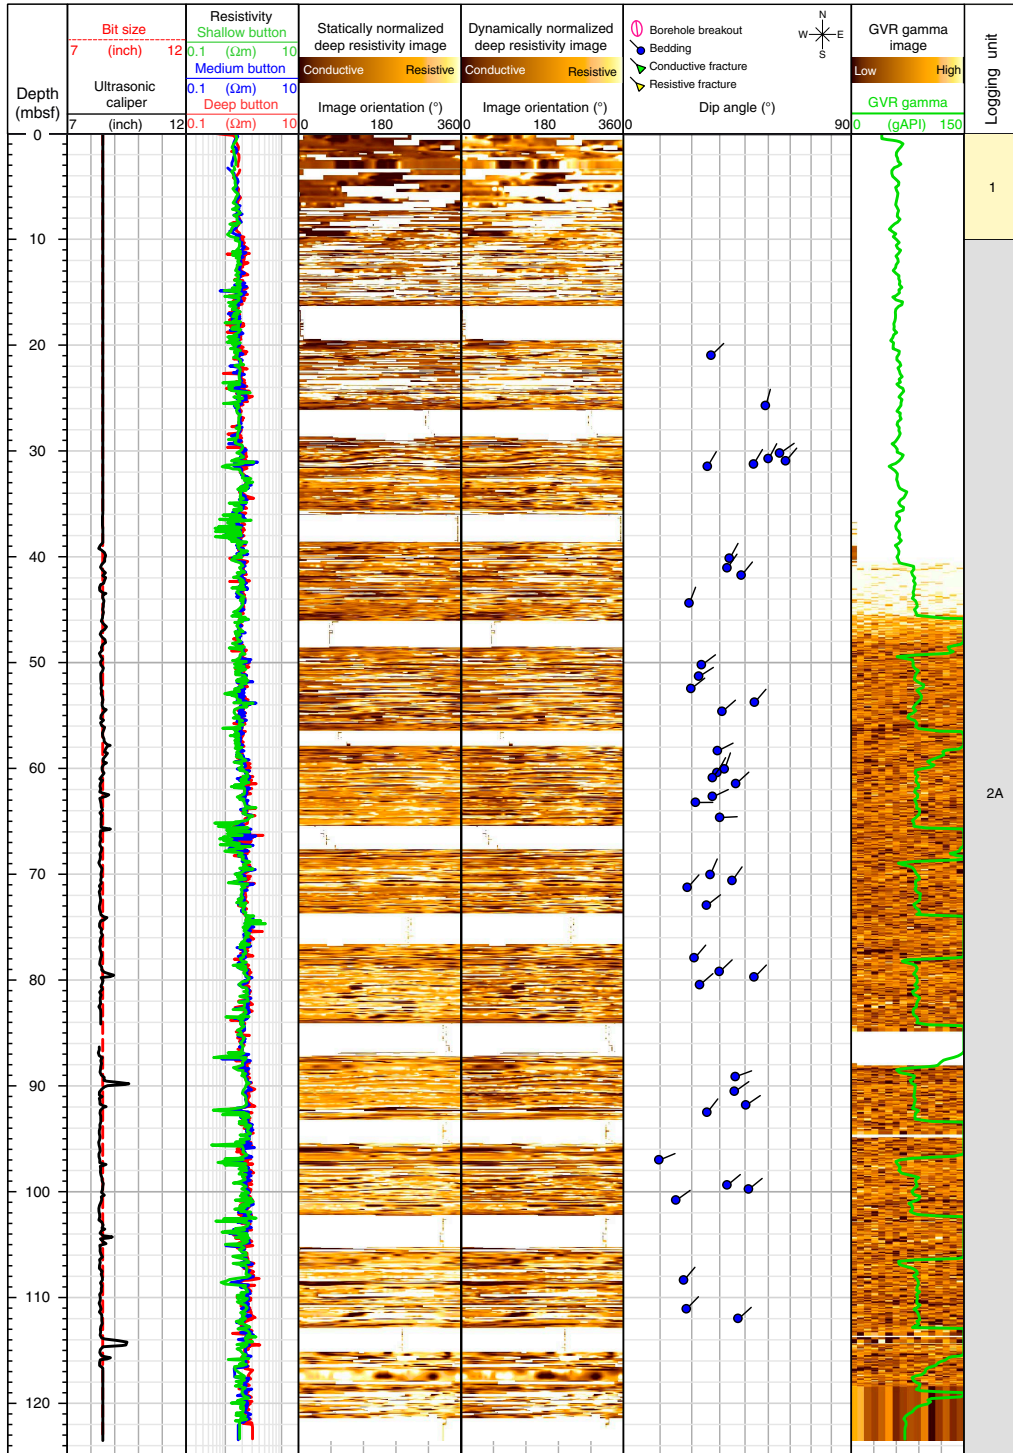 Depth
(mbsf)
Bit size
7 (inch) 12
Ultrasonic
caliper
7 (inch) 12
Resistivity
Shallow button
0.1 (Ωm) 10
Medium button
0.1 (Ωm) 10
Deep button
0.1 (Ωm) 10
Statically normalized
deep resistivity image
Conductive Resistive
Image orientation (°)
0 180 360
Dynamically normalized
deep resistivity image
Conductive Resistive
Image orientation (°)
0 180 360
Borehole breakout
Bedding
Conductive fracture
Resistive fracture
N
W E
S
Dip angle (°)
0 90
GVR gamma
image
Low High
GVR gamma
0 (gAPI) 150
Logging unit
0
10
20
30
40
50
60
70
80
90
100
110
120
1
2A